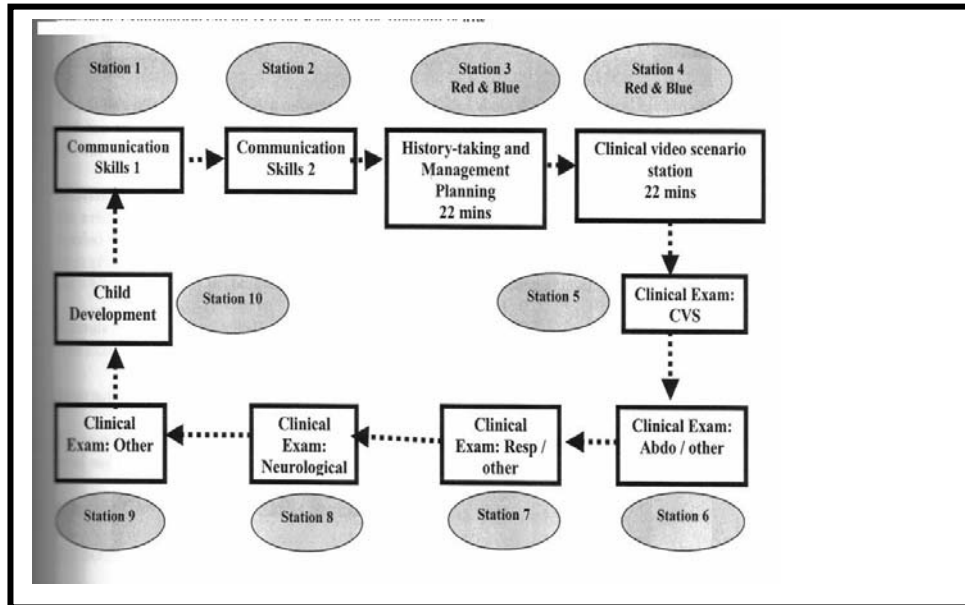 Station 1
Station 2
Station 3
Red & Blue
Station 4
Red & Blue
Communication
Skills 1
Communication
Skills 2
History-taking and
Management
Planning
22 mins
Clinical video scenario
station
22 mins
Child
Development
Station 10
Station 5
Clinical Exam:
CVS
Clinical
Exam: Other
Clinical
Exam:
Neurological
Clinical
Exam: Resp /
other
Clinical Exam:
Abdo / other
Station 9
Station 8
Station 7
Station 6